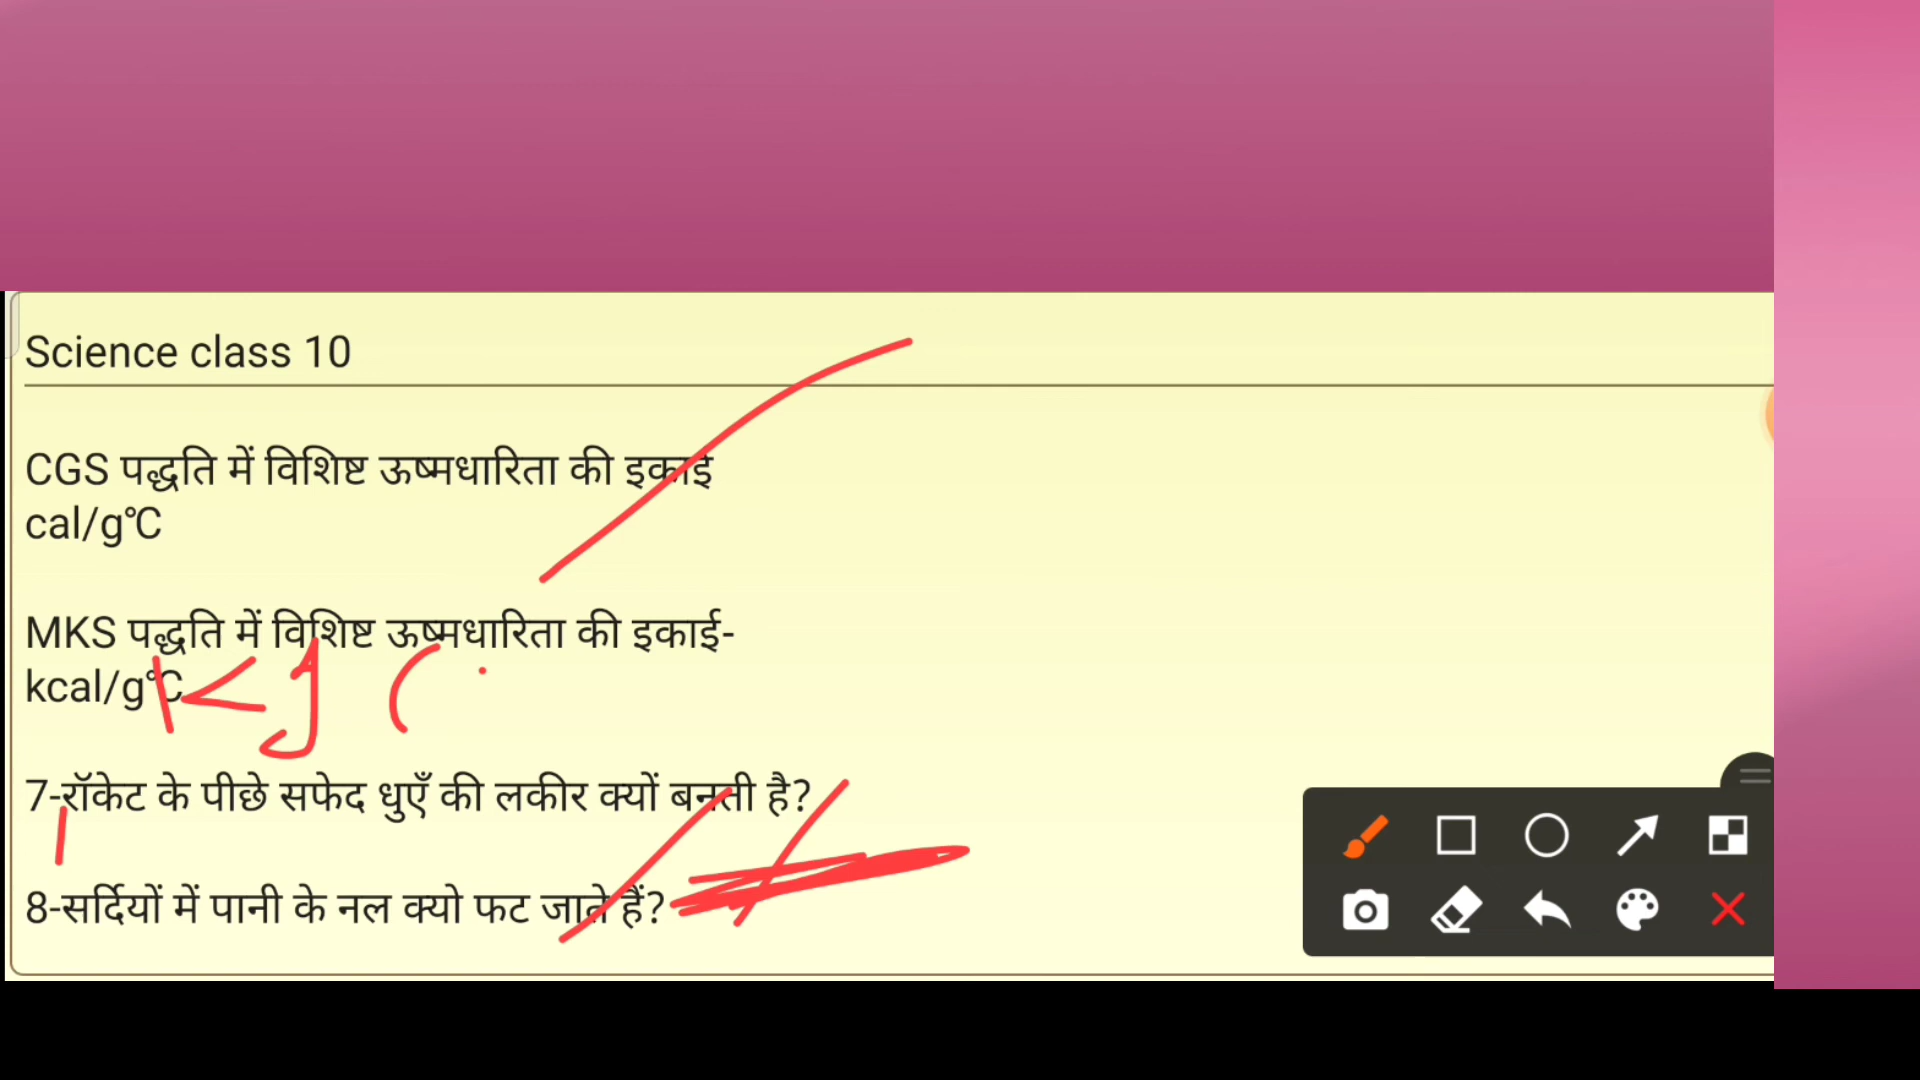 Science class 10
CGS पद्धति में विशिष्ट ऊष्मधारिता की इकाई
cal/g℃
MKS पद्धति में विशिष्ट ऊष्मधारिता की इकाई-
kcal/g℃
Kg
7-रॉकेट के पीछे सफेद धुएँ की लकीर क्यों बनती है?
8-सर्दियों में पानी के नल क्यो फट जाते हैं?